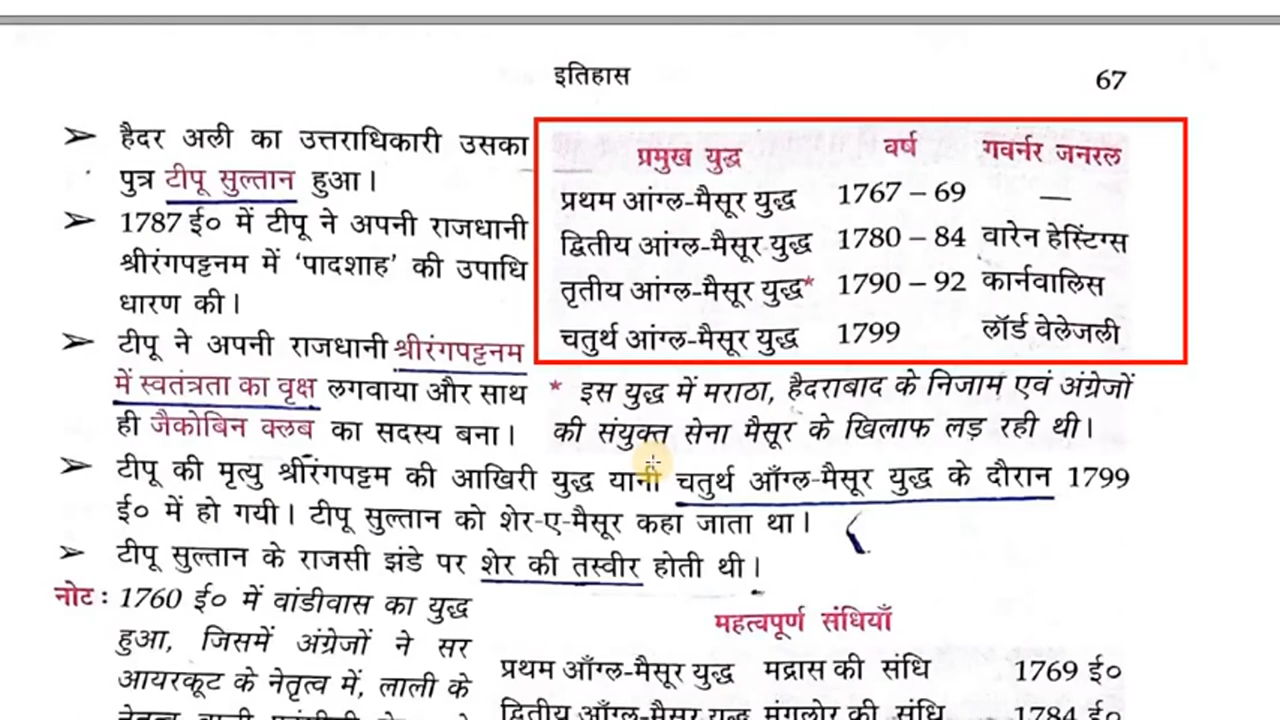 इतिहास
67
➢ हैदर अली का उत्तराधिकारी उसका
पुत्र टीपू सुल्तान हुआ।
➢ 1787 ई० में टीपू ने अपनी राजधानी
श्रीरंगपट्टनम में ‘पादशाह’ की उपाधि
धारण की।
➢ टीपू ने अपनी राजधानी श्रीरंगपट्टनम
में स्वतंत्रता का वृक्ष लगवाया और साथ
ही जैकोबिन क्लब का सदस्य बना।
प्रमुख युद्ध वर्ष गवर्नर जनरल
प्रथम आंग्ल-मैसूर युद्ध 1767 – 69 —
द्वितीय आंग्ल-मैसूर युद्ध 1780 – 84 वारेन हेस्टिंग्स
तृतीय आंग्ल-मैसूर युद्ध* 1790 – 92 कार्नवालिस
चतुर्थ आंग्ल-मैसूर युद्ध 1799 लॉर्ड वेलेजली
* इस युद्ध में मराठा, हैदराबाद के निजाम एवं अंग्रेजों
की संयुक्त सेना मैसूर के खिलाफ लड़ रही थी।
➢ टीपू की मृत्यु श्रीरंगपट्टम की आखिरी युद्ध यानी चतुर्थ आँग्ल-मैसूर युद्ध के दौरान 1799
ई० में हो गयी। टीपू सुल्तान को शेर-ए-मैसूर कहा जाता था।
➢ टीपू सुल्तान के राजसी झंडे पर शेर की तस्वीर होती थी।
नोट : 1760 ई० में वांडीवास का युद्ध
हुआ, जिसमें अंग्रेजों ने सर
आयरकूट के नेतृत्व में, लाली के
महत्वपूर्ण संधियाँ
प्रथम आँग्ल-मैसूर युद्ध मद्रास की संधि 1769 ई०
द्वितीय आँग्ल-मैसूर युद्ध मंगलोर की संधि 1784 ई०